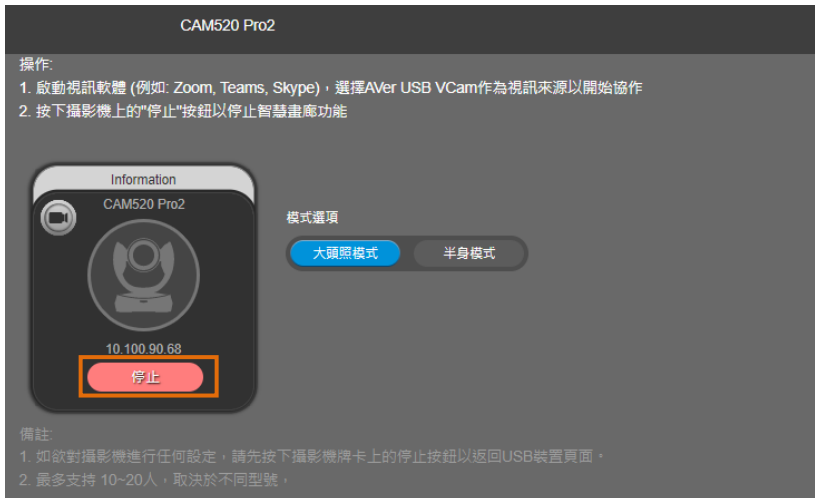 CAM520 Pro2
操作:
1. 啟動視訊軟體 (例如: Zoom, Teams, Skype)，選擇AVer USB VCam作為視訊來源以開始協作
2. 按下攝影機上的"停止"按鈕以停止智慧畫廊功能
Information
CAM520 Pro2
模式選項
大頭照模式
半身模式
10.100.90.68
停止
備註:
1. 如欲對攝影機進行任何設定，請先按下攝影機牌卡上的停止按鈕以返回USB裝置頁面。
2. 最多支持 10~20人，取決於不同型號，